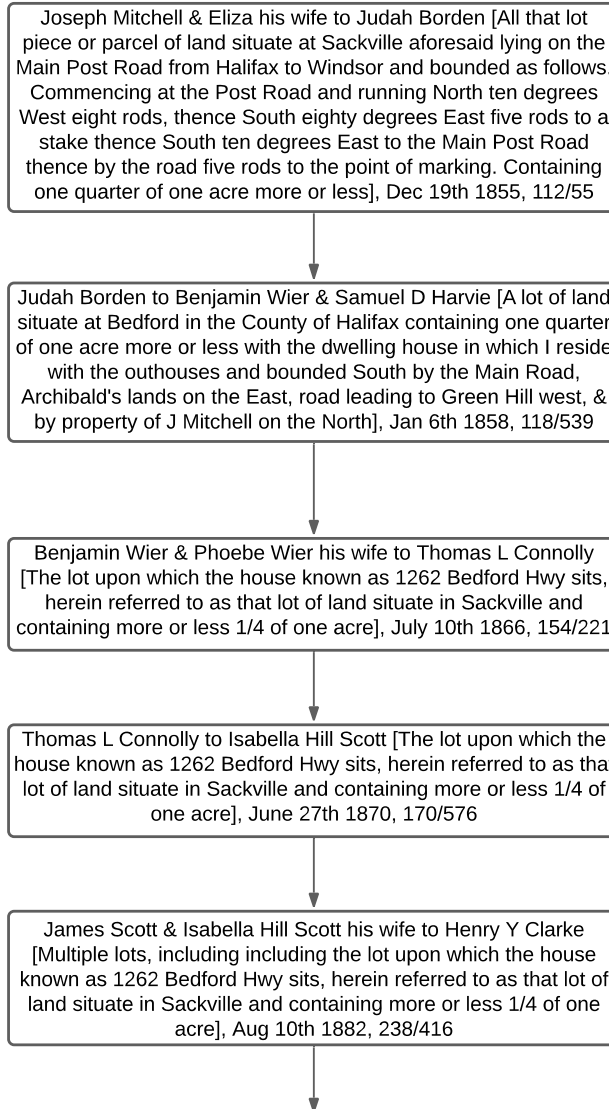 Joseph Mitchell & Eliza his wife to Judah Borden [All that lot
piece or parcel of land situate at Sackville aforesaid lying on the
Main Post Road from Halifax to Windsor and bounded as follows.
Commencing at the Post Road and running North ten degrees
West eight rods, thence South eighty degrees East five rods to a
stake thence South ten degrees East to the Main Post Road
thence by the road five rods to the point of marking. Containing
one quarter of one acre more or less], Dec 19th 1855, 112/55
Judah Borden to Benjamin Wier & Samuel D Harvie [A lot of land
situate at Bedford in the County of Halifax containing one quarter
of one acre more or less with the dwelling house in which I reside
with the outhouses and bounded South by the Main Road,
Archibald's lands on the East, road leading to Green Hill west, &
by property of J Mitchell on the North], Jan 6th 1858, 118/539
Benjamin Wier & Phoebe Wier his wife to Thomas L Connolly
[The lot upon which the house known as 1262 Bedford Hwy sits,
herein referred to as that lot of land situate in Sackville and
containing more or less 1/4 of one acre], July 10th 1866, 154/221
Thomas L Connolly to Isabella Hill Scott [The lot upon which the
house known as 1262 Bedford Hwy sits, herein referred to as that
lot of land situate in Sackville and containing more or less 1/4 of
one acre], June 27th 1870, 170/576
James Scott & Isabella Hill Scott his wife to Henry Y Clarke
[Multiple lots, including including the lot upon which the house
known as 1262 Bedford Hwy sits, herein referred to as that lot of
land situate in Sackville and containing more or less 1/4 of one
acre], Aug 10th 1882, 238/416